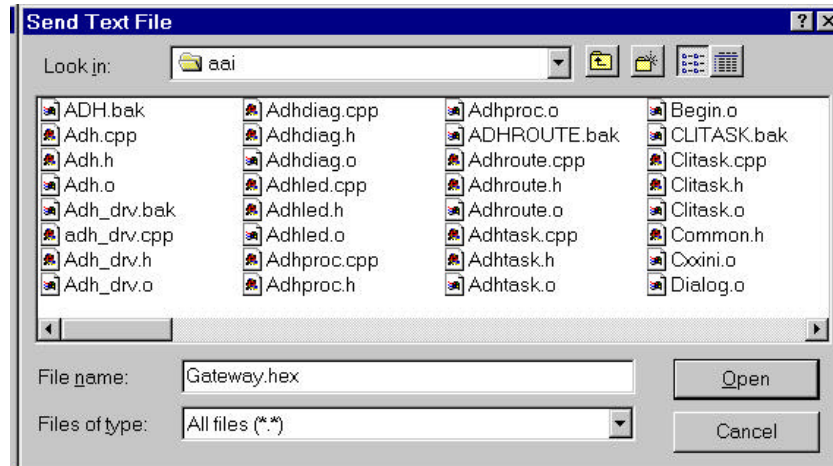 Send Text File
Look in: aai
ADH.bak
Adh.cpp
Adh.h
Adh.o
Adh_drv.bak
adh_drv.cpp
Adh_drv.h
Adh_drv.o
Adhdiag.cpp
Adhdiag.h
Adhdiag.o
Adhled.cpp
Adhled.h
Adhled.o
Adhproc.cpp
Adhproc.h
Adhproc.o
ADHROUTE.bak
Adhroute.cpp
Adhroute.h
Adhroute.o
Adhtask.cpp
Adhtask.h
Adhtask.o
Begin.o
CLITASK.bak
Clitask.cpp
Clitask.h
Clitask.o
Common.h
Cxxini.o
Dialog.o
File name: Gateway.hex
Open
Files of type: All files (*.*)
Cancel